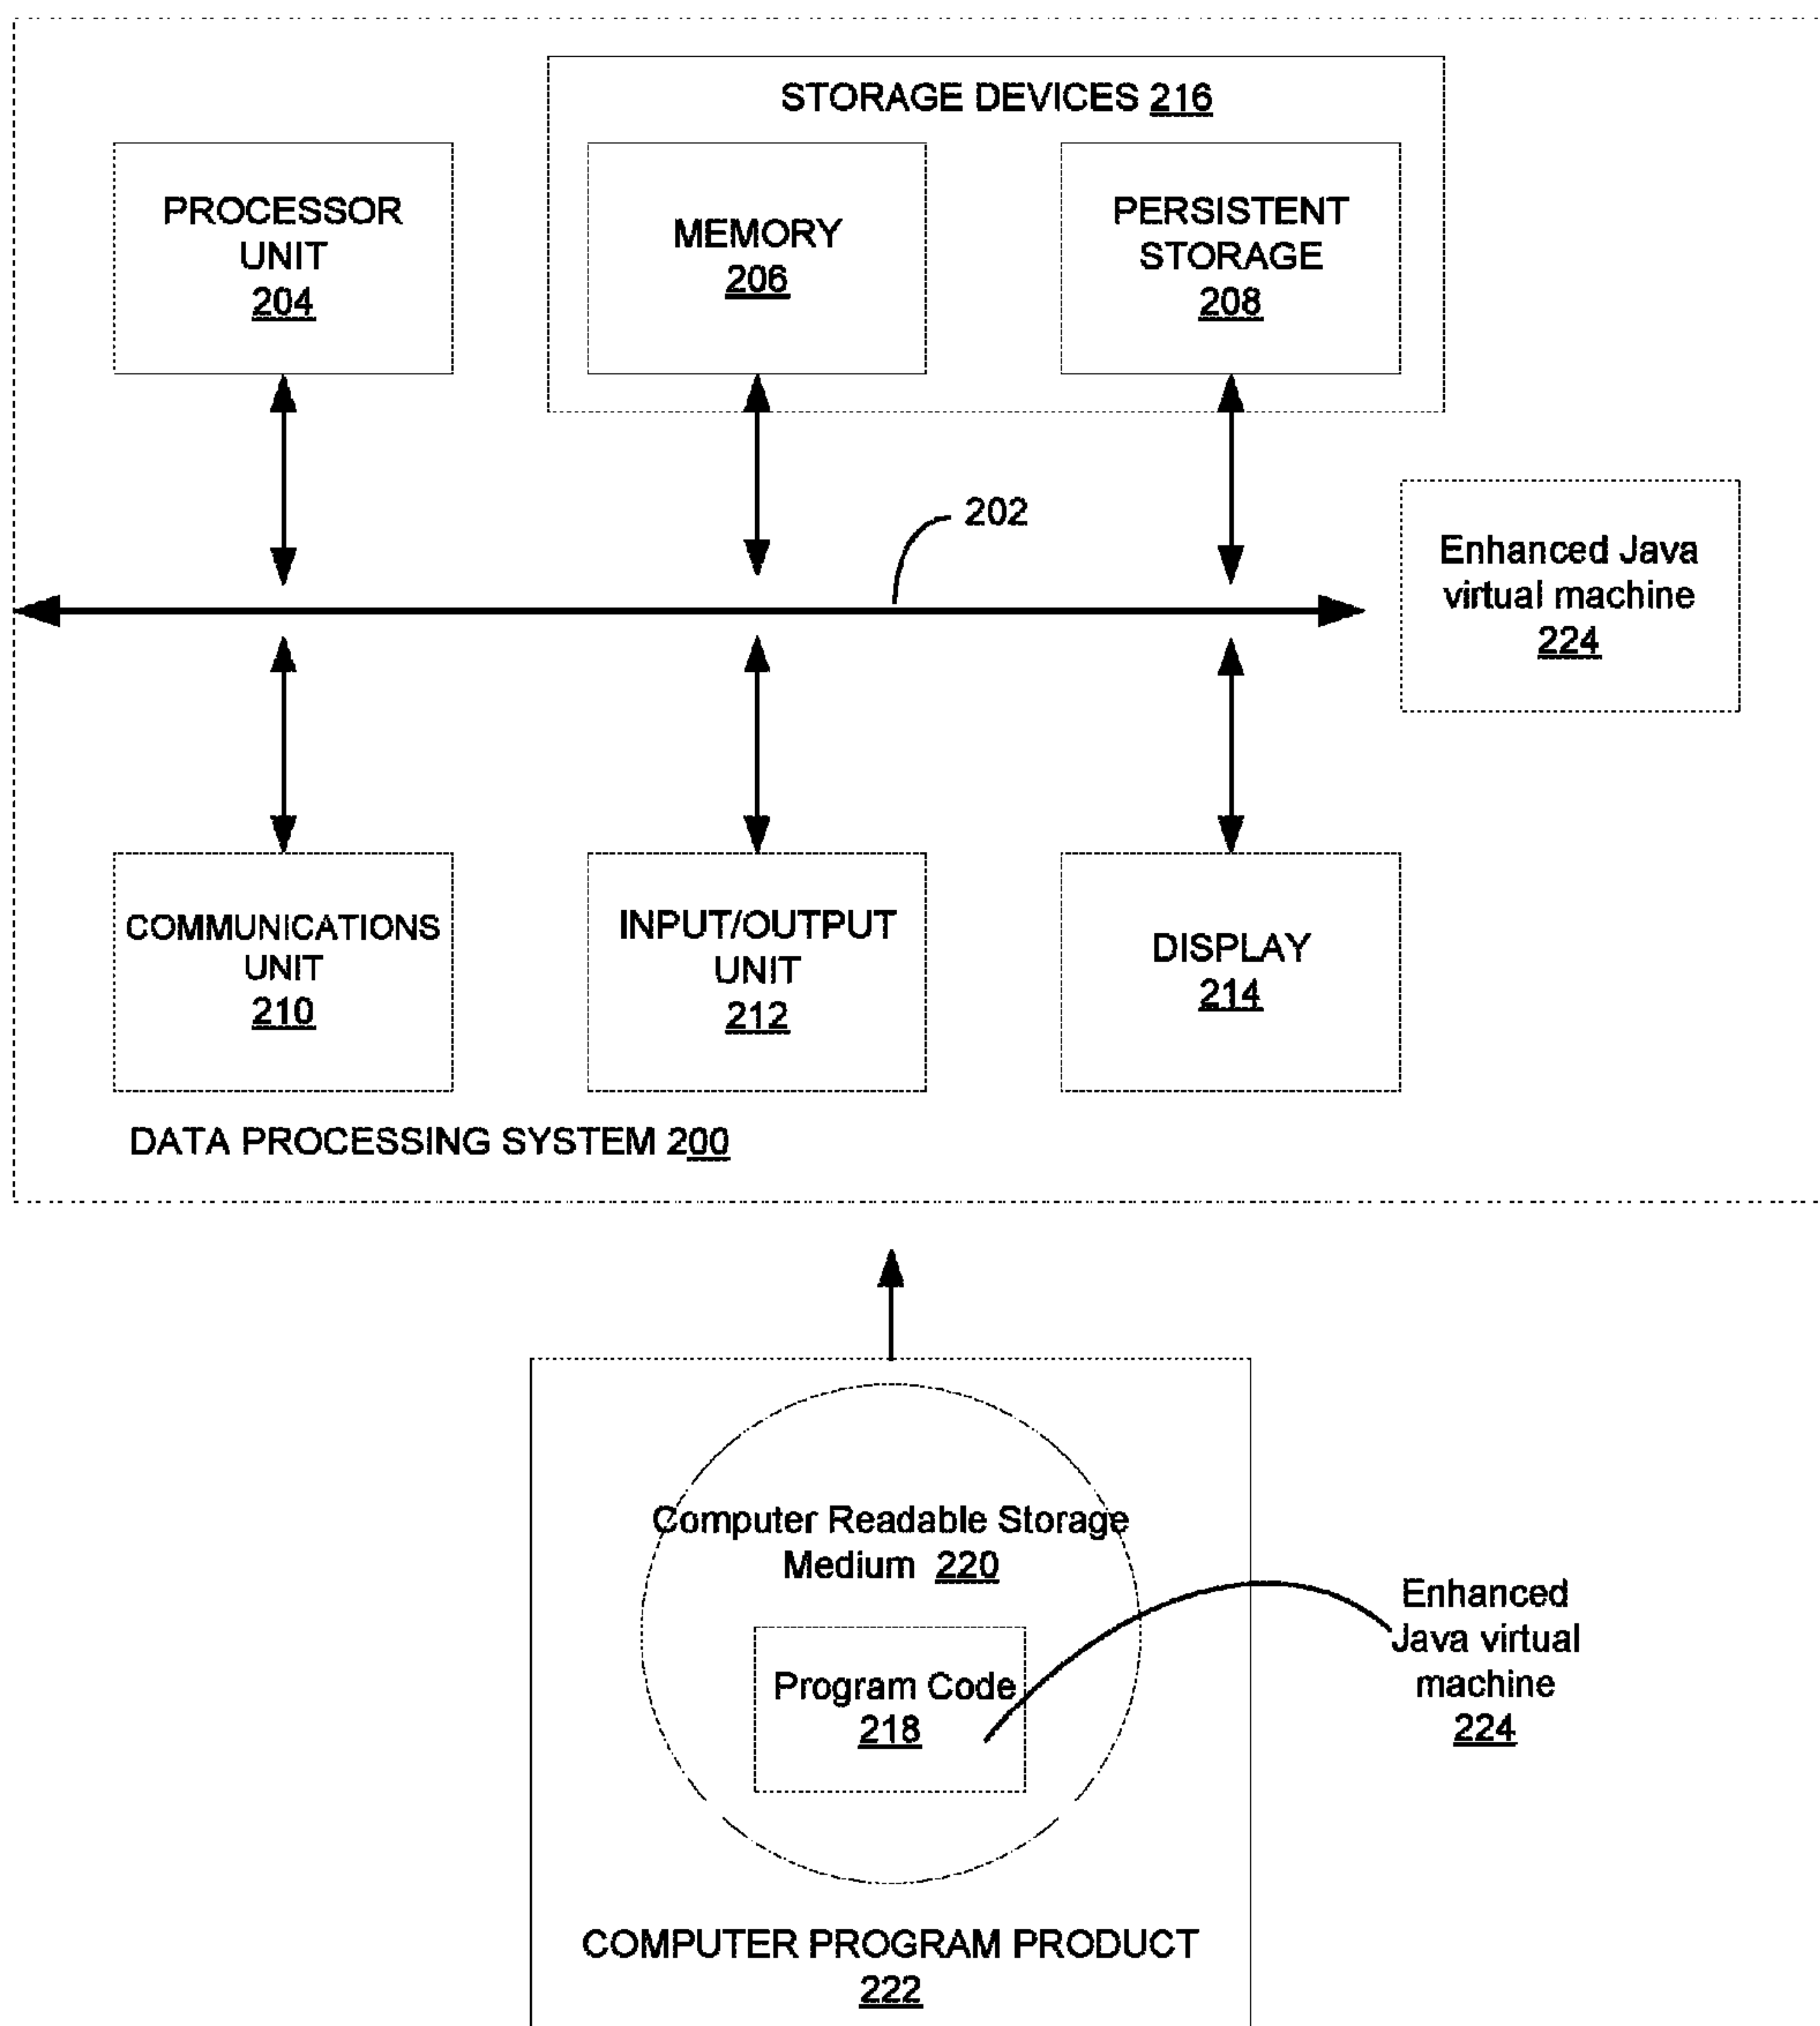 STORAGE DEVICES 216
PROCESSOR
UNIT
204
MEMORY
206
PERSISTENT
STORAGE
208
202
Enhanced Java
virtual machine
224
COMMUNICATIONS
UNIT
210
INPUT/OUTPUT
UNIT
212
DISPLAY
214
DATA PROCESSING SYSTEM 200
Computer Readable Storage
Medium 220
Program Code
218
Enhanced
Java virtual
machine
224
COMPUTER PROGRAM PRODUCT
222